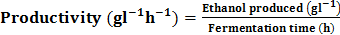 Productivity (gl⁻¹h⁻¹) = Ethanol produced (gl⁻¹) / Fermentation time (h)